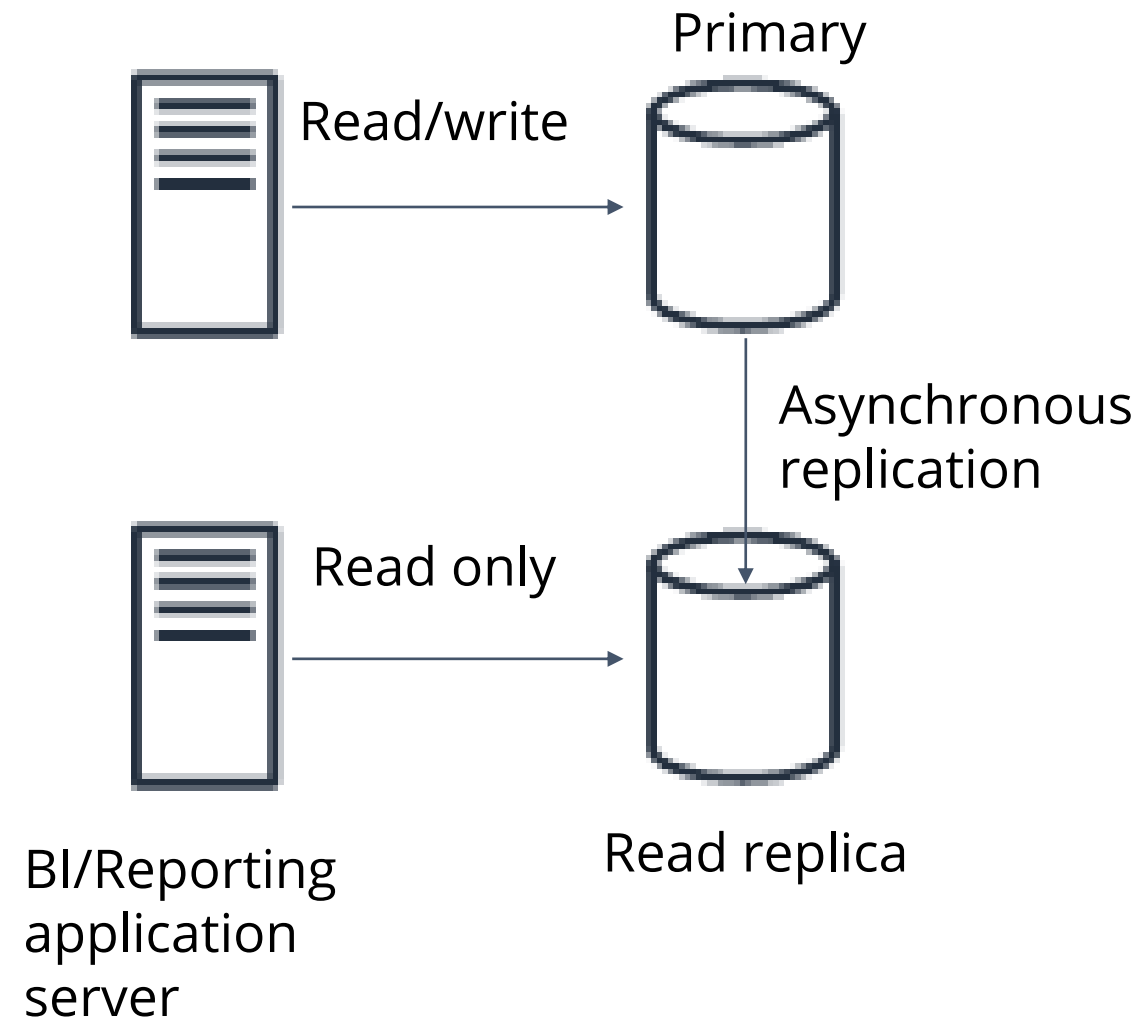 Primary
Read/write
Asynchronous
replication
Read only
Read replica
BI/Reporting
application
server